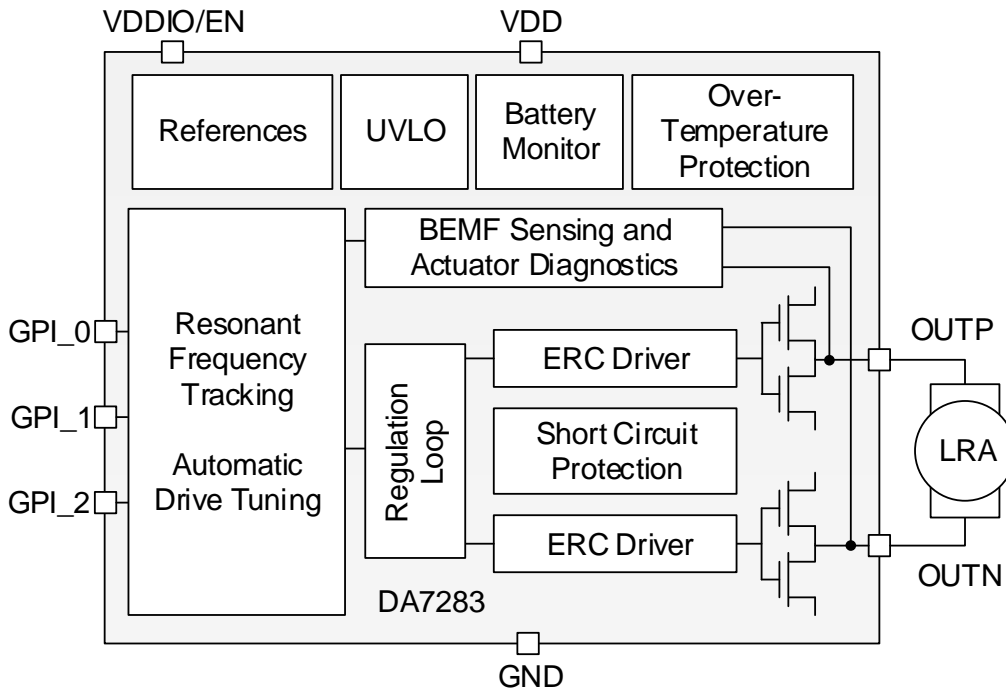 VDDIO/EN
VDD
References
UVLO
Battery
Monitor
Over-
Temperature
Protection
BEMF Sensing and
Actuator Diagnostics
GPI_0
GPI_1
GPI_2
Resonant
Frequency
Tracking
Automatic
Drive Tuning
Regulation
Loop
ERC Driver
Short Circuit
Protection
ERC Driver
OUTP
LRA
OUTN
DA7283
GND